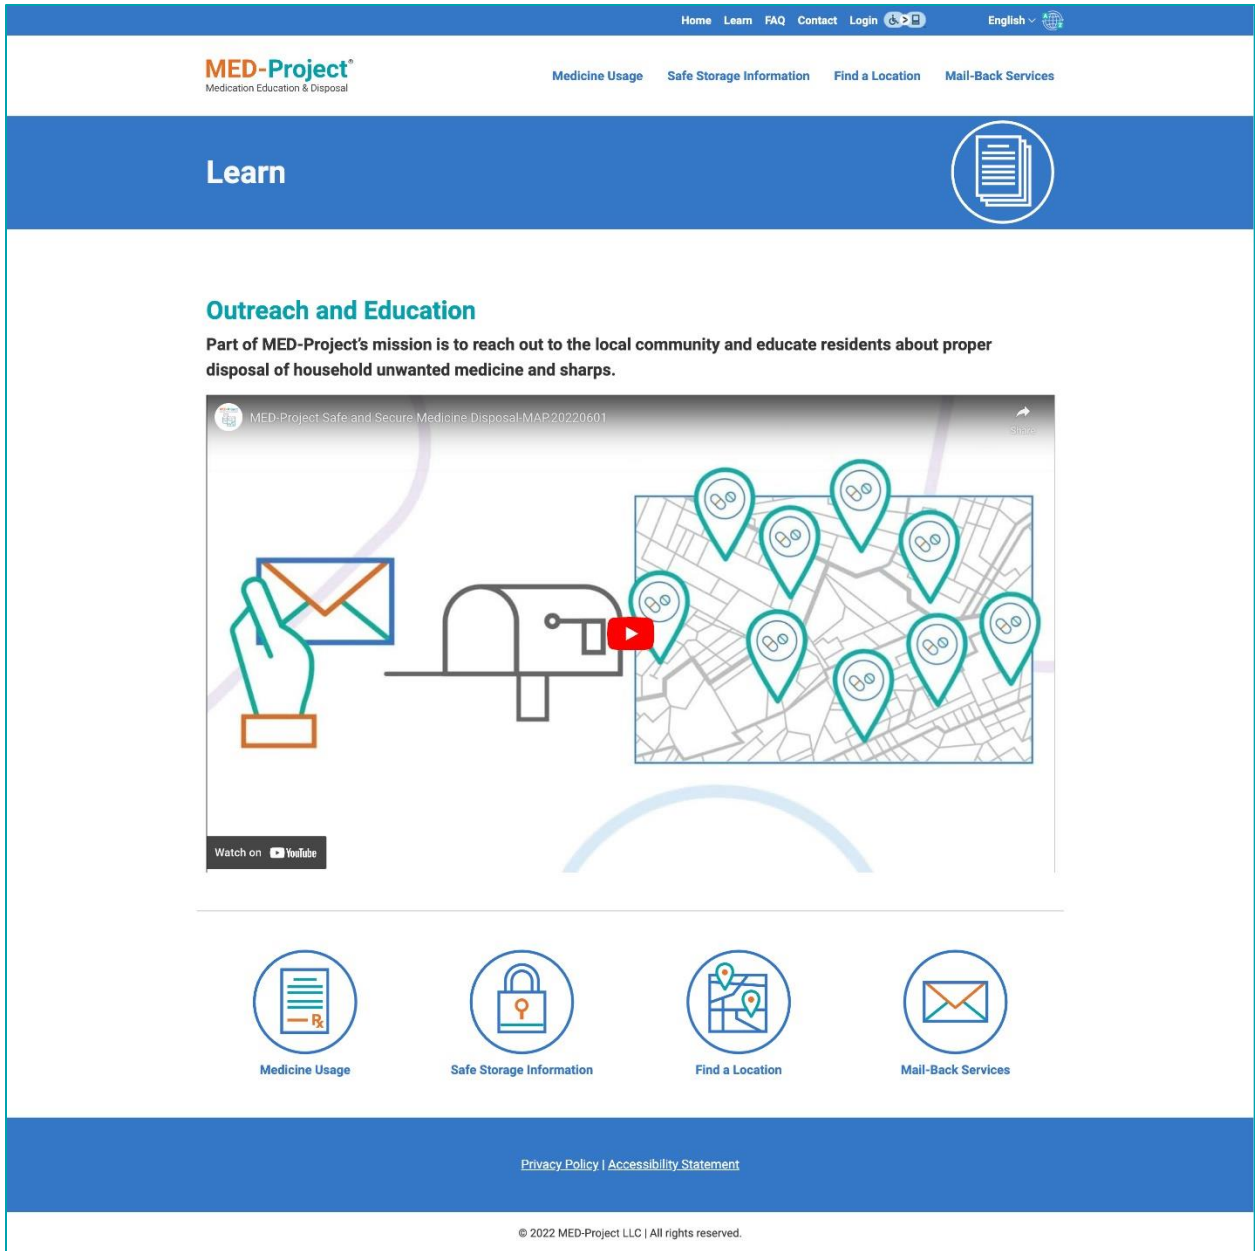 Home Learn FAQ Contact Login English
MED-Project®
Medication Education & Disposal
Medicine Usage Safe Storage Information Find a Location Mail-Back Services
Learn
Outreach and Education
Part of MED-Project's mission is to reach out to the local community and educate residents about proper
disposal of household unwanted medicine and sharps.
MED-Project Safe and Secure Medicine Disposal-MAP.20220601
Share
Watch on YouTube
Rx
Medicine Usage Safe Storage Information Find a Location Mail-Back Services
Privacy Policy | Accessibility Statement
© 2022 MED-Project LLC | All rights reserved.